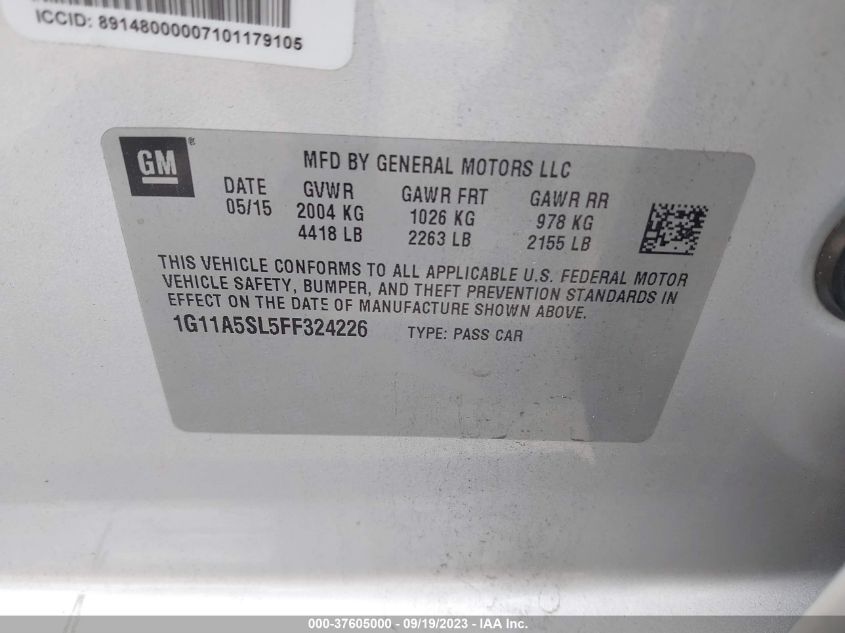 ICCID: 89148000007101179105
GM®
MFD BY GENERAL MOTORS LLC
DATE GVWR GAWR FRT GAWR RR
05/15 2004 KG 1026 KG 978 KG
4418 LB 2263 LB 2155 LB
THIS VEHICLE CONFORMS TO ALL APPLICABLE U.S. FEDERAL MOTOR
VEHICLE SAFETY, BUMPER, AND THEFT PREVENTION STANDARDS IN
EFFECT ON THE DATE OF MANUFACTURE SHOWN ABOVE.
1G11A5SL5FF324226 TYPE: PASS CAR
000-37605000 — 09/19/2023 — IAA Inc.